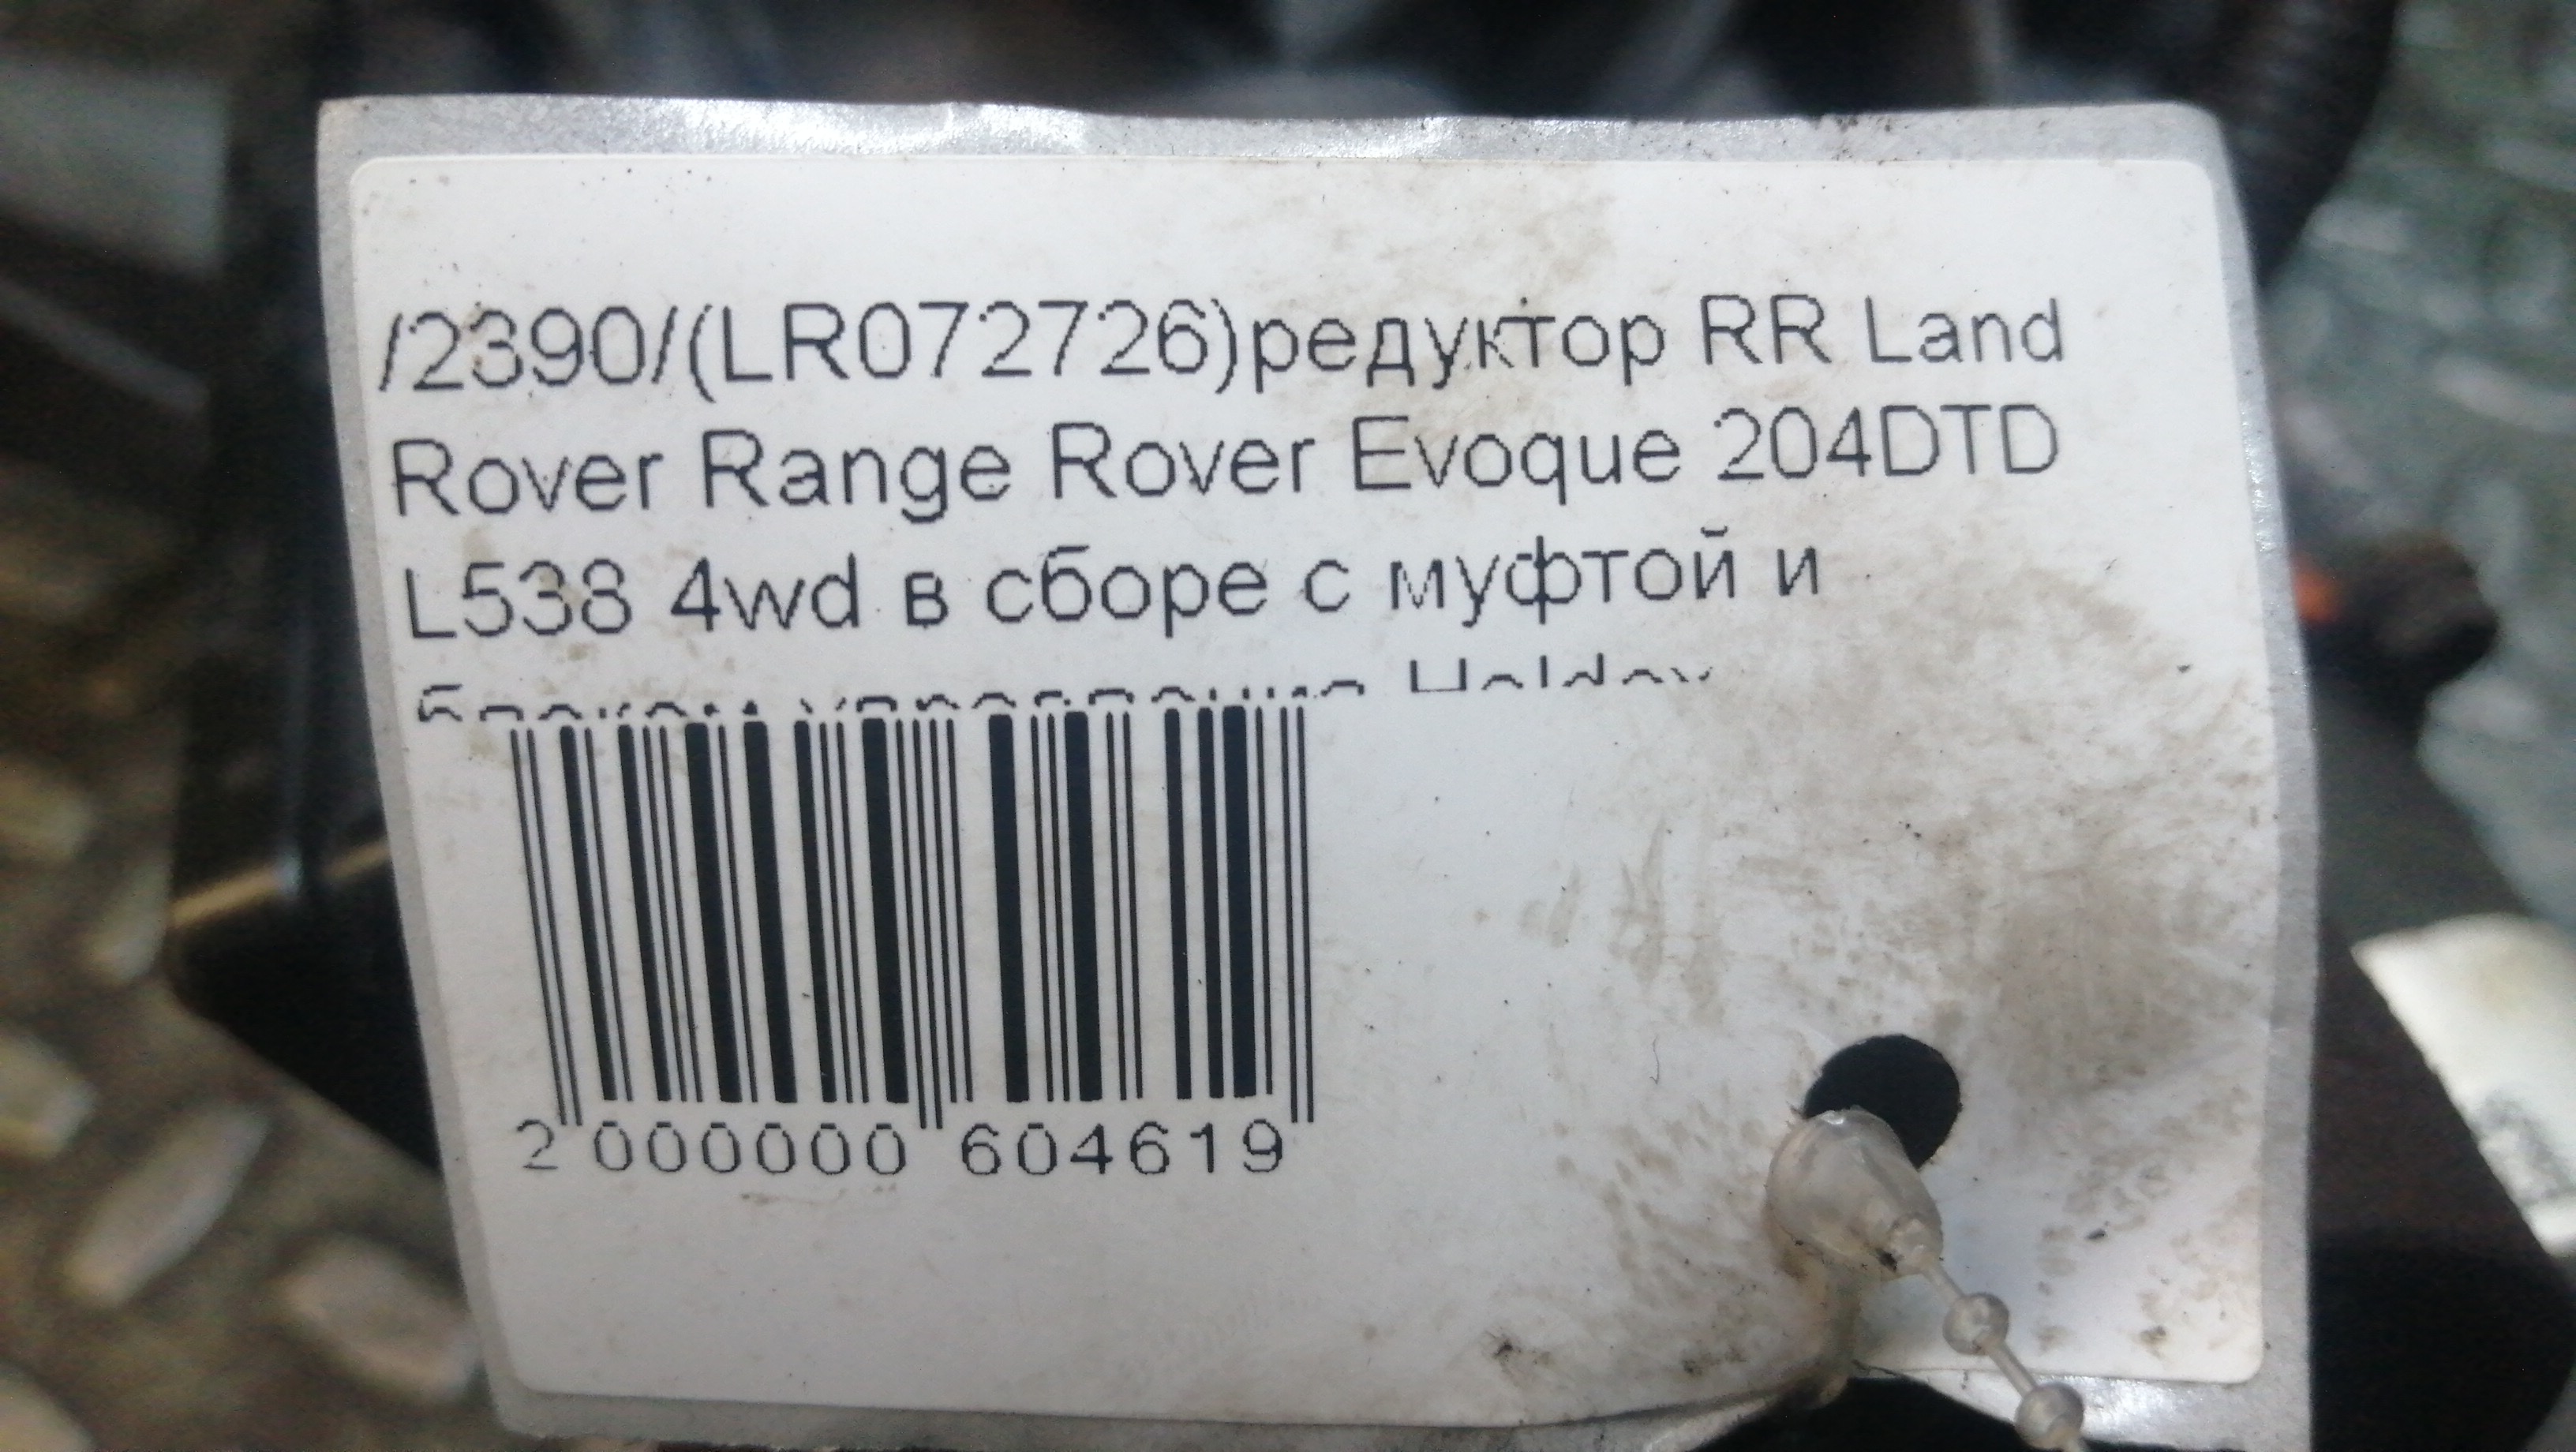 /2390/(LR072726)редуктор RR Land
Rover Range Rover Evoque 204DTD
L538 4wd в сборе с муфтой и
2 000000 604619